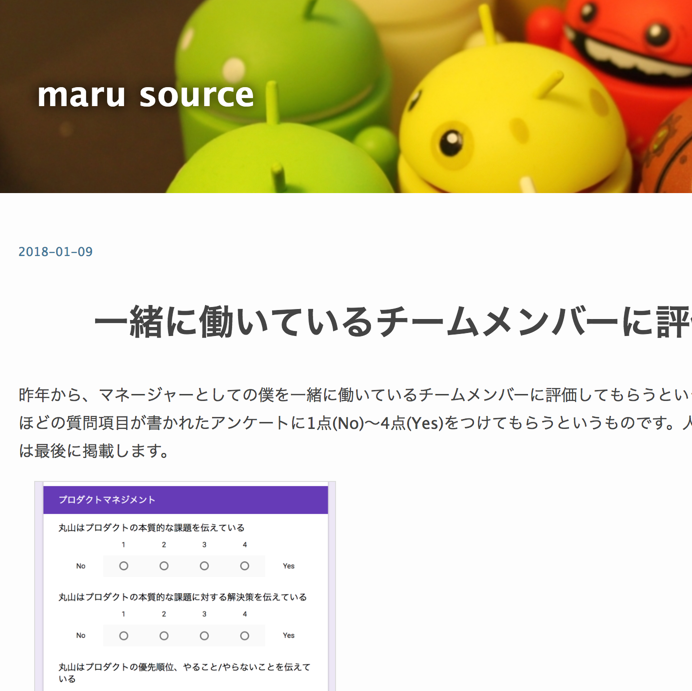 maru source
2018-01-09
一緒に働いているチームメンバーに評
昨年から、マネージャーとしての僕を一緒に働いているチームメンバーに評価してもらうとい
ほどの質問項目が書かれたアンケートに1点(No)〜4点(Yes)をつけてもらうというものです。人
は最後に掲載します。
プロダクトマネジメント
丸山はプロダクトの本質的な課題を伝えている
1 2 3 4
No Yes
丸山はプロダクトの本質的な課題に対する解決策を伝えている
1 2 3 4
No Yes
丸山はプロダクトの優先順位、やること/やらないことを伝えて
いる